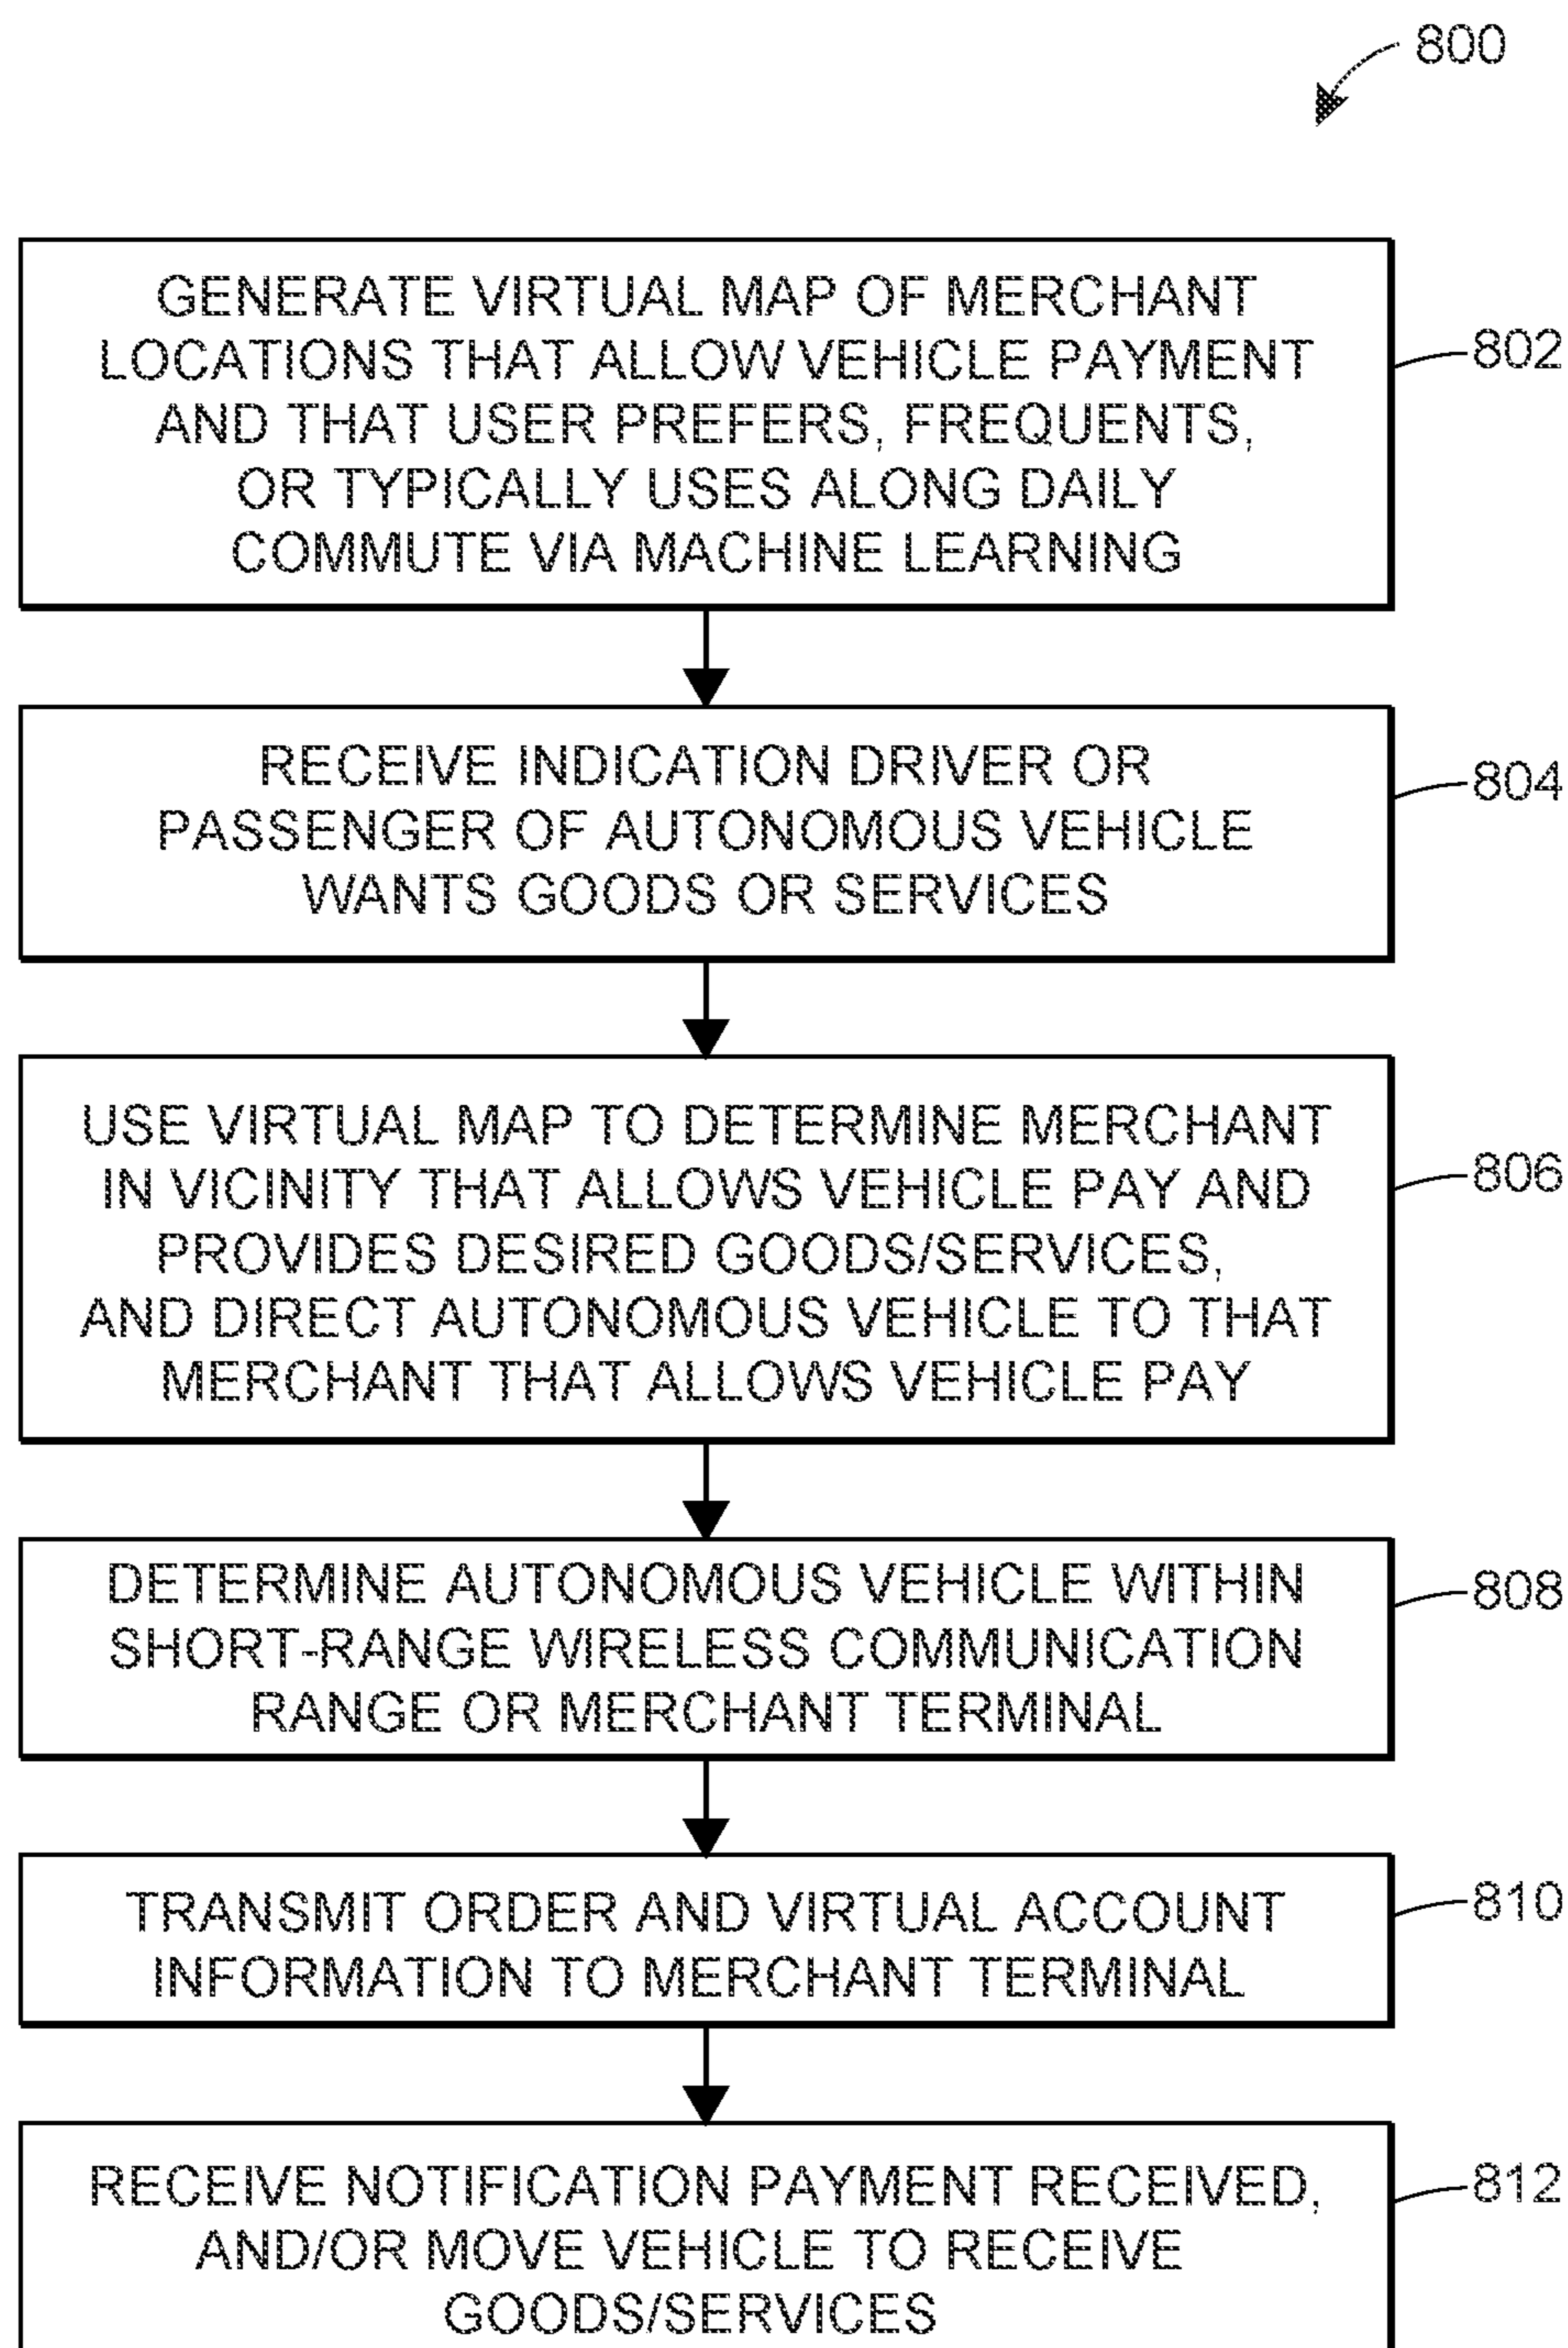 800
GENERATE VIRTUAL MAP OF MERCHANT
LOCATIONS THAT ALLOW VEHICLE PAYMENT
AND THAT USER PREFERS, FREQUENTS,
OR TYPICALLY USES ALONG DAILY
COMMUTE VIA MACHINE LEARNING
802
RECEIVE INDICATION DRIVER OR
PASSENGER OF AUTONOMOUS VEHICLE
WANTS GOODS OR SERVICES
804
USE VIRTUAL MAP TO DETERMINE MERCHANT
IN VICINITY THAT ALLOWS VEHICLE PAY AND
PROVIDES DESIRED GOODS/SERVICES,
AND DIRECT AUTONOMOUS VEHICLE TO THAT
MERCHANT THAT ALLOWS VEHICLE PAY
806
DETERMINE AUTONOMOUS VEHICLE WITHIN
SHORT-RANGE WIRELESS COMMUNICATION
RANGE OR MERCHANT TERMINAL
808
TRANSMIT ORDER AND VIRTUAL ACCOUNT
INFORMATION TO MERCHANT TERMINAL
810
RECEIVE NOTIFICATION PAYMENT RECEIVED,
AND/OR MOVE VEHICLE TO RECEIVE
GOODS/SERVICES
812